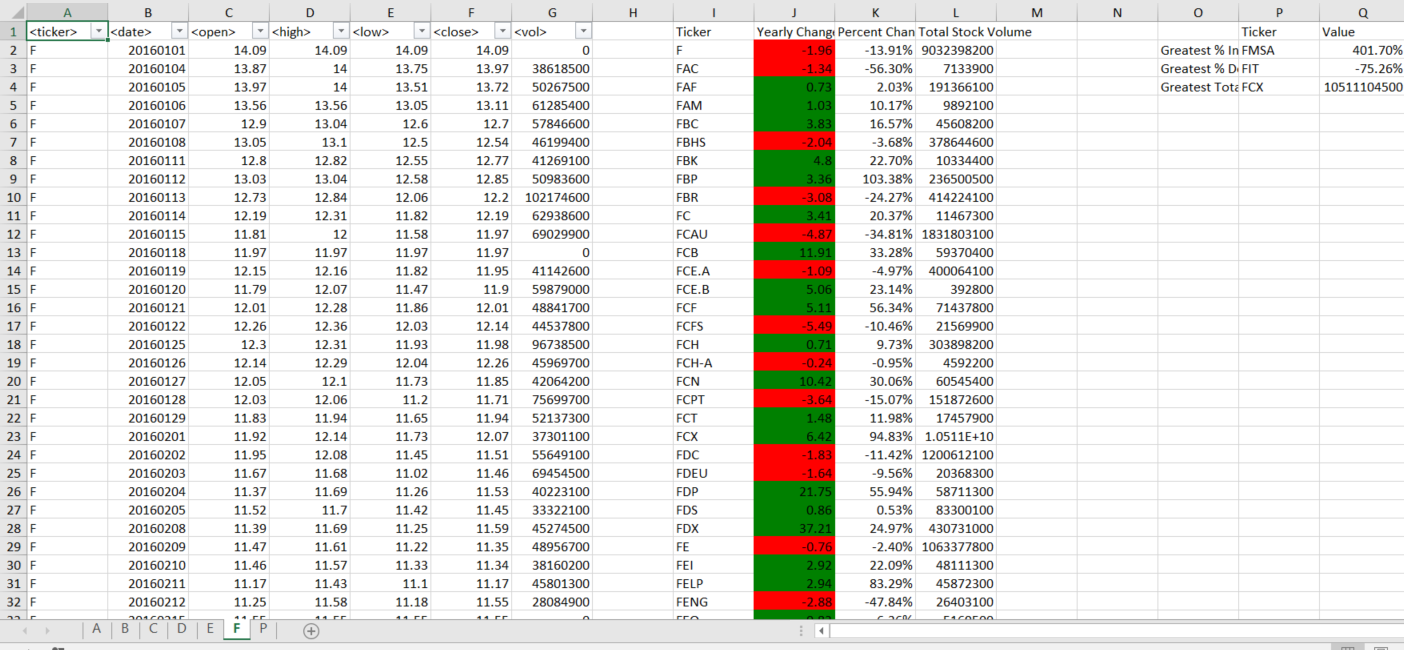 A B C D E F G H I J K L M N O P Q
1 <ticker> <date> <open> <high> <low> <close> <vol> Ticker Yearly Change Percent Chan Total Stock Volume Ticker Value
2 F 20160101 14.09 14.09 14.09 14.09 0 F -1.96 -13.91% 9032398200 Greatest % In FMSA 401.70%
3 F 20160104 13.87 14 13.75 13.97 38618500 FAC -1.34 -56.30% 7133900 Greatest % De FIT -75.26%
4 F 20160105 13.97 14 13.51 13.72 50267500 FAF 0.73 2.03% 191366100 Greatest Tota FCX 10511104500
5 F 20160106 13.56 13.56 13.05 13.11 61285400 FAM 1.03 10.17% 9892100
6 F 20160107 12.9 13.04 12.6 12.7 57846600 FBC 3.83 16.57% 45608200
7 F 20160108 13.05 13.1 12.5 12.54 46199400 FBHS -2.04 -3.68% 378644600
8 F 20160111 12.8 12.82 12.55 12.77 41269100 FBK 4.8 22.70% 10334400
9 F 20160112 13.03 13.04 12.58 12.85 50983600 FBP 3.36 103.38% 236500500
10 F 20160113 12.73 12.84 12.06 12.2 102174600 FBR -3.08 -24.27% 414224100
11 F 20160114 12.19 12.31 11.82 12.19 62938600 FC 3.41 20.37% 11467300
12 F 20160115 11.81 12 11.58 11.97 69029900 FCAU -4.87 -34.81% 1831803100
13 F 20160118 11.97 11.97 11.97 11.97 0 FCB 11.91 33.28% 59370400
14 F 20160119 12.15 12.16 11.82 11.95 41142600 FCE.A -1.09 -4.97% 400064100
15 F 20160120 11.79 12.07 11.47 11.9 59879000 FCE.B 5.06 23.14% 392800
16 F 20160121 12.01 12.28 11.86 12.01 48841700 FCF 5.11 56.34% 71437800
17 F 20160122 12.26 12.36 12.03 12.14 44537800 FCFS -5.49 -10.46% 21569900
18 F 20160125 12.3 12.31 11.93 11.98 96738500 FCH 0.71 9.73% 303898200
19 F 20160126 12.14 12.29 12.04 12.26 45969700 FCH-A -0.24 -0.95% 4592200
20 F 20160127 12.05 12.1 11.73 11.85 42064200 FCN 10.42 30.06% 60545400
21 F 20160128 12.03 12.06 11.2 11.71 75699700 FCPT -3.64 -15.07% 151872600
22 F 20160129 11.83 11.94 11.65 11.94 52137300 FCT 1.48 11.98% 17457900
23 F 20160201 11.92 12.14 11.73 12.07 37301100 FCX 6.42 94.83% 1.0511E+10
24 F 20160202 11.95 12.08 11.45 11.51 55649100 FDC -1.83 -11.42% 1200612100
25 F 20160203 11.67 11.68 11.02 11.46 69454500 FDEU -1.64 -9.56% 20368300
26 F 20160204 11.37 11.69 11.26 11.53 40223100 FDP 21.75 55.94% 58711300
27 F 20160205 11.52 11.7 11.42 11.45 33322100 FDS 0.86 0.53% 83300100
28 F 20160208 11.39 11.69 11.25 11.59 45274500 FDX 37.21 24.97% 430731000
29 F 20160209 11.47 11.61 11.22 11.35 48956700 FE -0.76 -2.40% 1063377800
30 F 20160210 11.46 11.57 11.33 11.34 38160200 FEI 2.92 22.09% 48111300
31 F 20160211 11.17 11.43 11.1 11.17 45801300 FELP 2.94 83.29% 45872300
32 F 20160212 11.25 11.58 11.18 11.55 28084900 FENG -2.88 -47.84% 26403100
A B C D E F P